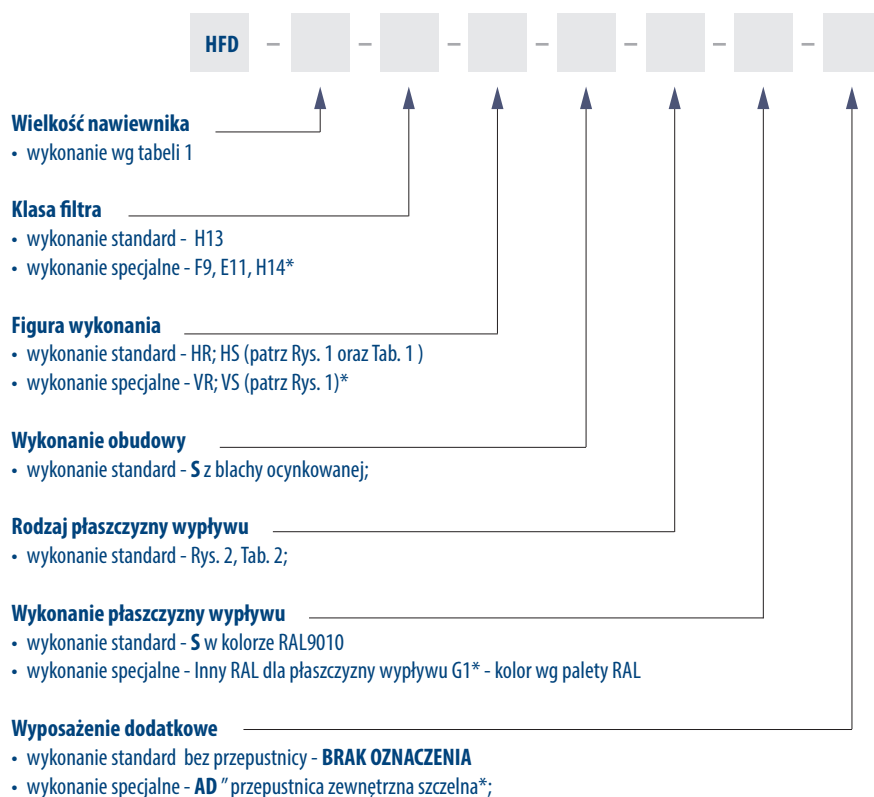 HFD – – – – – – –
Wielkość nawiewnika
• wykonanie wg tabeli 1
Klasa filtra
• wykonanie standard - H13
• wykonanie specjalne - F9, E11, H14*
Figura wykonania
• wykonanie standard - HR; HS (patrz Rys. 1 oraz Tab. 1 )
• wykonanie specjalne - VR; VS (patrz Rys. 1)*
Wykonanie obudowy
• wykonanie standard - S z blachy ocynkowanej;
Rodzaj płaszczyzny wypływu
• wykonanie standard - Rys. 2, Tab. 2;
Wykonanie płaszczyzny wypływu
• wykonanie standard - S w kolorze RAL9010
• wykonanie specjalne - Inny RAL dla płaszczyzny wypływu G1* - kolor wg palety RAL
Wyposażenie dodatkowe
• wykonanie standard bez przepustnicy - BRAK OZNACZENIA
• wykonanie specjalne - AD " przepustnica zewnętrzna szczelna*;